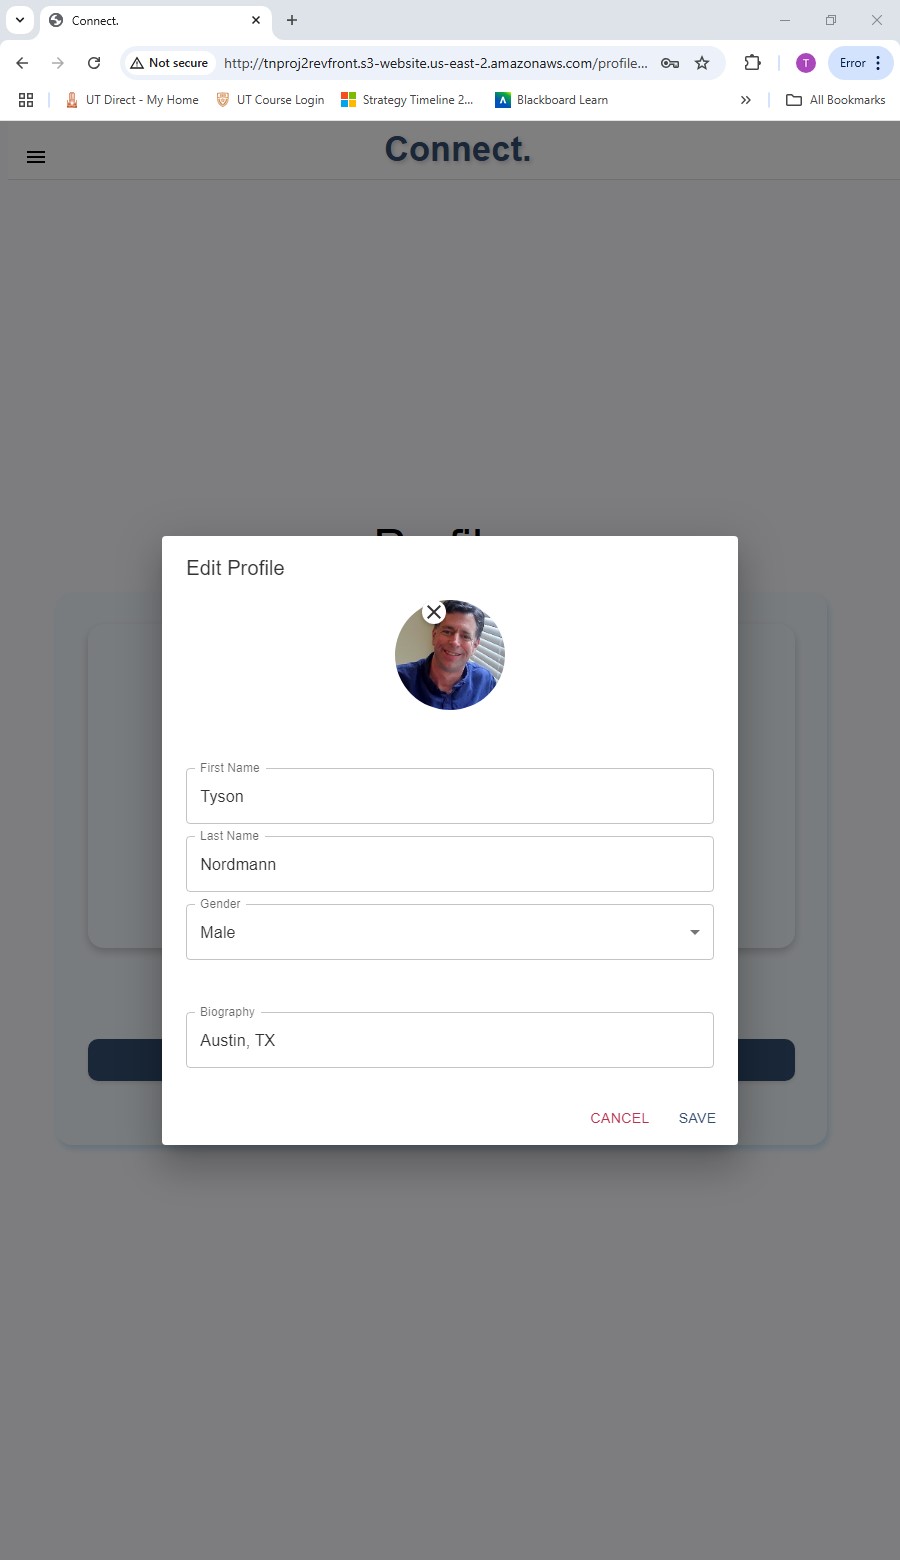 Connect.
Not secure http://tnproj2revfront.s3-website.us-east-2.amazonaws.com/profile... T Error
UT Direct - My Home UT Course Login Strategy Timeline 2... Blackboard Learn All Bookmarks
Connect.
Edit Profile
First Name
Tyson
Last Name
Nordmann
Gender
Male
Biography
Austin, TX
CANCEL SAVE